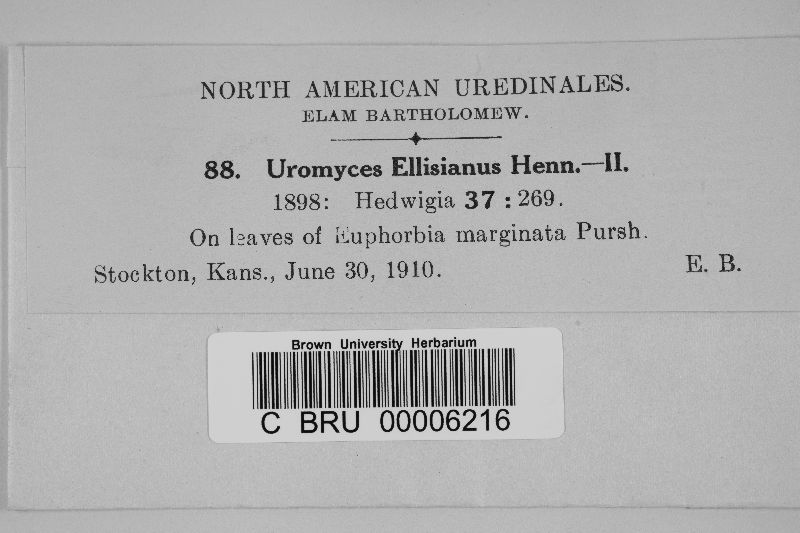 NORTH AMERICAN UREDINALES.
ELAM BARTHOLOMEW.
88. Uromyces Ellisianus Henn.—II.
1898: Hedwigia 37 : 269.
On leaves of Euphorbia marginata Pursh.
Stockton, Kans., June 30, 1910. E. B.
Brown University Herbarium
C BRU 00006216